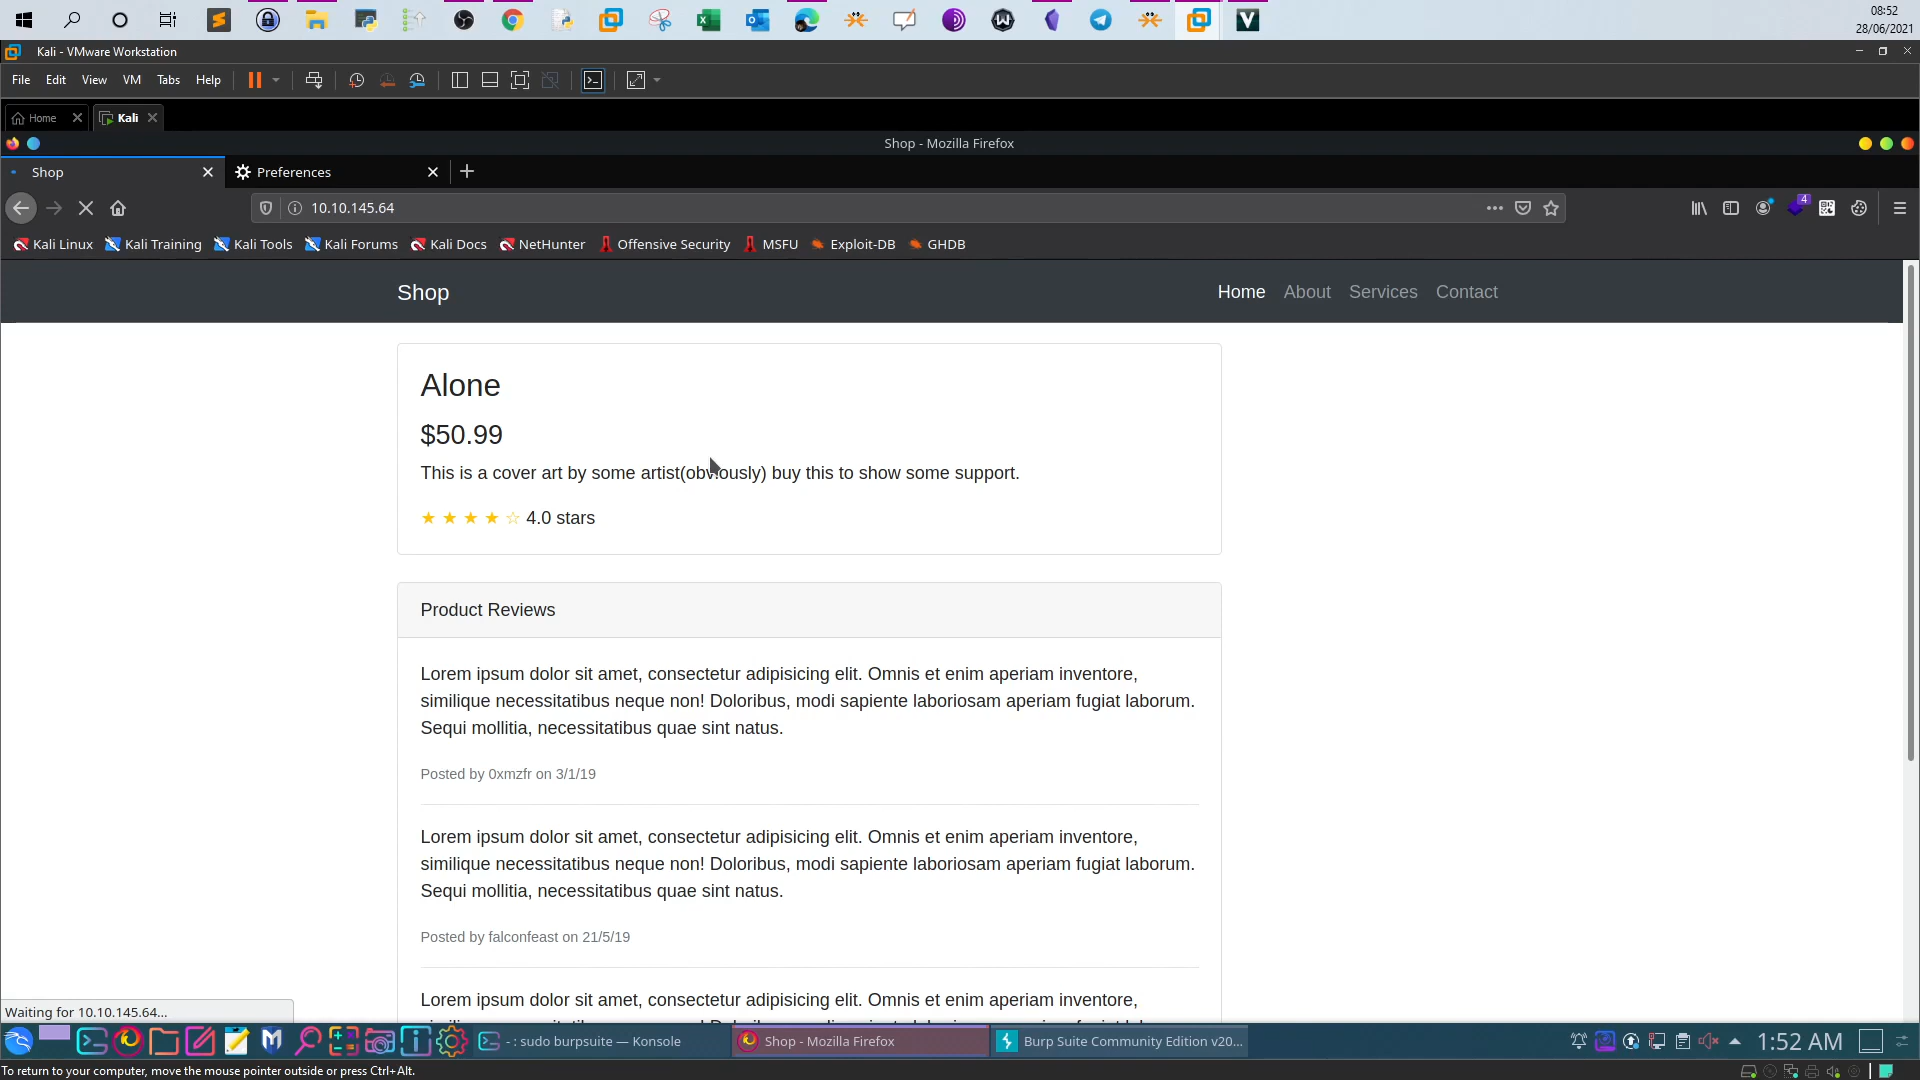 08:52
28/06/2021
Kali - VMware Workstation
File Edit View VM Tabs Help
Home Kali
Shop - Mozilla Firefox
Shop Preferences
10.10.145.64
4
Kali Linux Kali Training Kali Tools Kali Forums Kali Docs NetHunter Offensive Security MSFU Exploit-DB GHDB
Shop Home About Services Contact
Alone
$50.99
This is a cover art by some artist(obviously) buy this to show some support.
★ ★ ★ ★ ☆ 4.0 stars
Product Reviews
Lorem ipsum dolor sit amet, consectetur adipisicing elit. Omnis et enim aperiam inventore,
similique necessitatibus neque non! Doloribus, modi sapiente laboriosam aperiam fugiat laborum.
Sequi mollitia, necessitatibus quae sint natus.
Posted by 0xmzfr on 3/1/19
Lorem ipsum dolor sit amet, consectetur adipisicing elit. Omnis et enim aperiam inventore,
similique necessitatibus neque non! Doloribus, modi sapiente laboriosam aperiam fugiat laborum.
Sequi mollitia, necessitatibus quae sint natus.
Posted by falconfeast on 21/5/19
Lorem ipsum dolor sit amet, consectetur adipisicing elit. Omnis et enim aperiam inventore,
Waiting for 10.10.145.64...
- : sudo burpsuite — Konsole Shop - Mozilla Firefox Burp Suite Community Edition v20... 1:52 AM
To return to your computer, move the mouse pointer outside or press Ctrl+Alt.